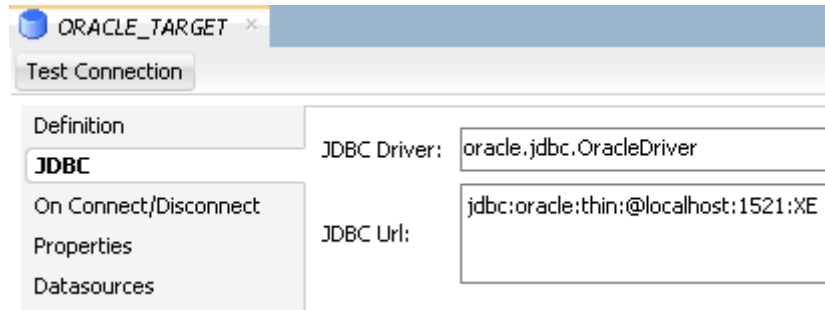 ORACLE_TARGET
Test Connection
Definition
JDBC
On Connect/Disconnect
Properties
Datasources
JDBC Driver: oracle.jdbc.OracleDriver
JDBC Url: jdbc:oracle:thin:@localhost:1521:XE